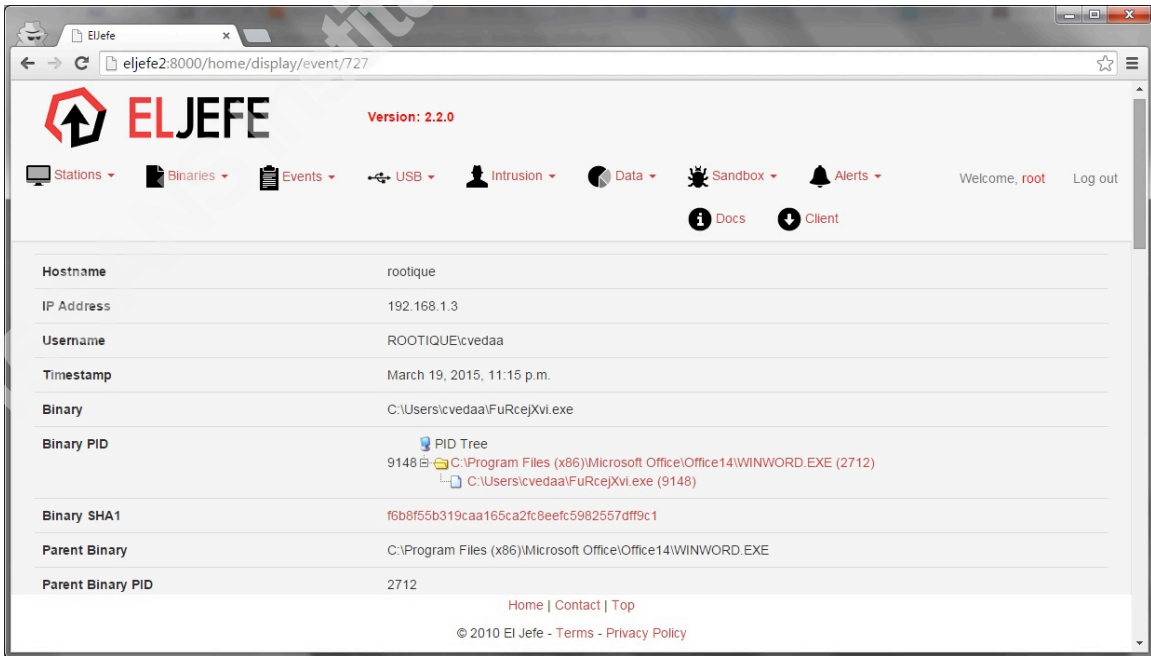 ElJefe
eljefe2:8000/home/display/event/727
ELJEFE
Version: 2.2.0
Stations
Binaries
Events
USB
Intrusion
Data
Sandbox
Alerts
Welcome, root
Log out
Docs
Client
Hostname rootique
IP Address 192.168.1.3
Username ROOTIQUE\cvedaa
Timestamp March 19, 2015, 11:15 p.m.
Binary C:\Users\cvedaa\FuRcejXvi.exe
Binary PID PID Tree
9148 C:\Program Files (x86)\Microsoft Office\Office14\WINWORD.EXE (2712)
C:\Users\cvedaa\FuRcejXvi.exe (9148)
Binary SHA1 f6b8f55b319caa165ca2fc8eefc5982557dff9c1
Parent Binary C:\Program Files (x86)\Microsoft Office\Office14\WINWORD.EXE
Parent Binary PID 2712
Home | Contact | Top
© 2010 El Jefe - Terms - Privacy Policy